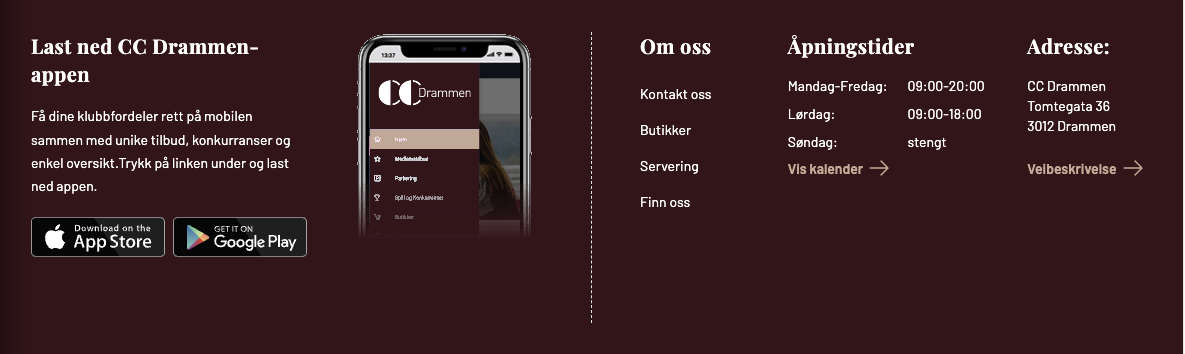 Last ned CC Drammen-
appen
Få dine klubbfordeler rett på mobilen
sammen med unike tilbud, konkurranser og
enkel oversikt.Trykk på linken under og last
ned appen.
Download on the
App Store
GET IT ON
Google Play
13:37
CC Drammen
Hjem
Medlemstilbud
Parkering
Spill og Konkurranser
Butikker
Om oss
Kontakt oss
Butikker
Servering
Finn oss
Åpningstider
Mandag-Fredag: 09:00-20:00
Lørdag: 09:00-18:00
Søndag: stengt
Vis kalender
Adresse:
CC Drammen
Tomtegata 36
3012 Drammen
Veibeskrivelse